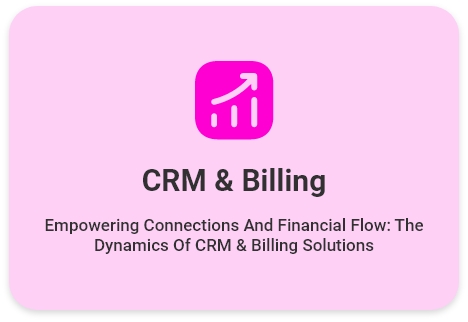 CRM & Billing
Empowering Connections And Financial Flow: The
Dynamics Of CRM & Billing Solutions